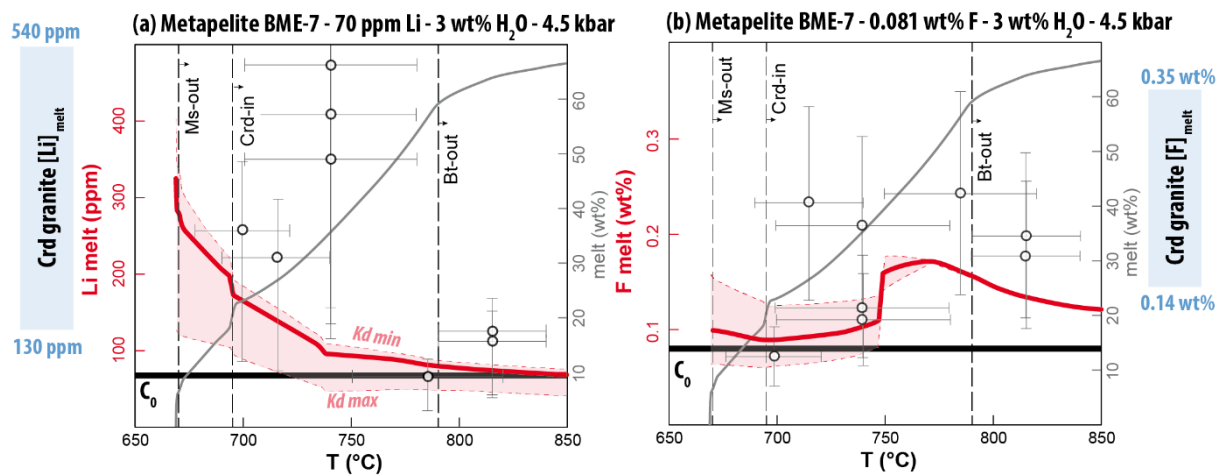 (a) Metapelite BME-7 - 70 ppm Li - 3 wt% H₂O - 4.5 kbar
540 ppm
Crd granite [Li]melt
130 ppm
Li melt (ppm)
400
300
200
100
Ms-out
Crd-in
Bt-out
Kd min
Kd max
C₀
60
50
40
30
20
10
melt (wt%)
650
700
750
800
850
T (°C)
(b) Metapelite BME-7 - 0.081 wt% F - 3 wt% H₂O - 4.5 kbar
F melt (wt%)
0.3
0.2
0.1
0.0
Ms-out
Crd-in
Bt-out
C₀
60
50
40
30
20
10
melt (wt%)
650
700
750
800
850
T (°C)
0.35 wt%
Crd granite [F]melt
0.14 wt%